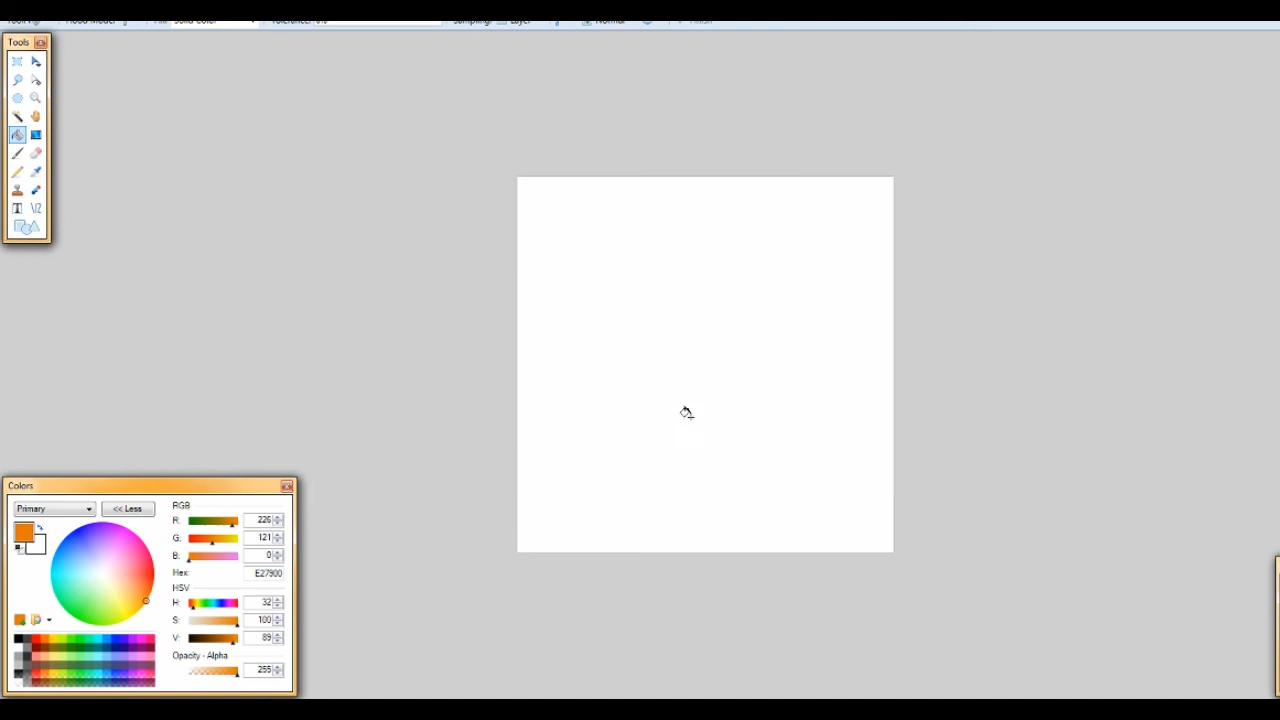 Tools
T
Colors
Primary
<< Less
RGB
R: 226
G: 121
B: 0
Hex: E27900
HSV
H: 32
S: 100
V: 89
Opacity - Alpha
255